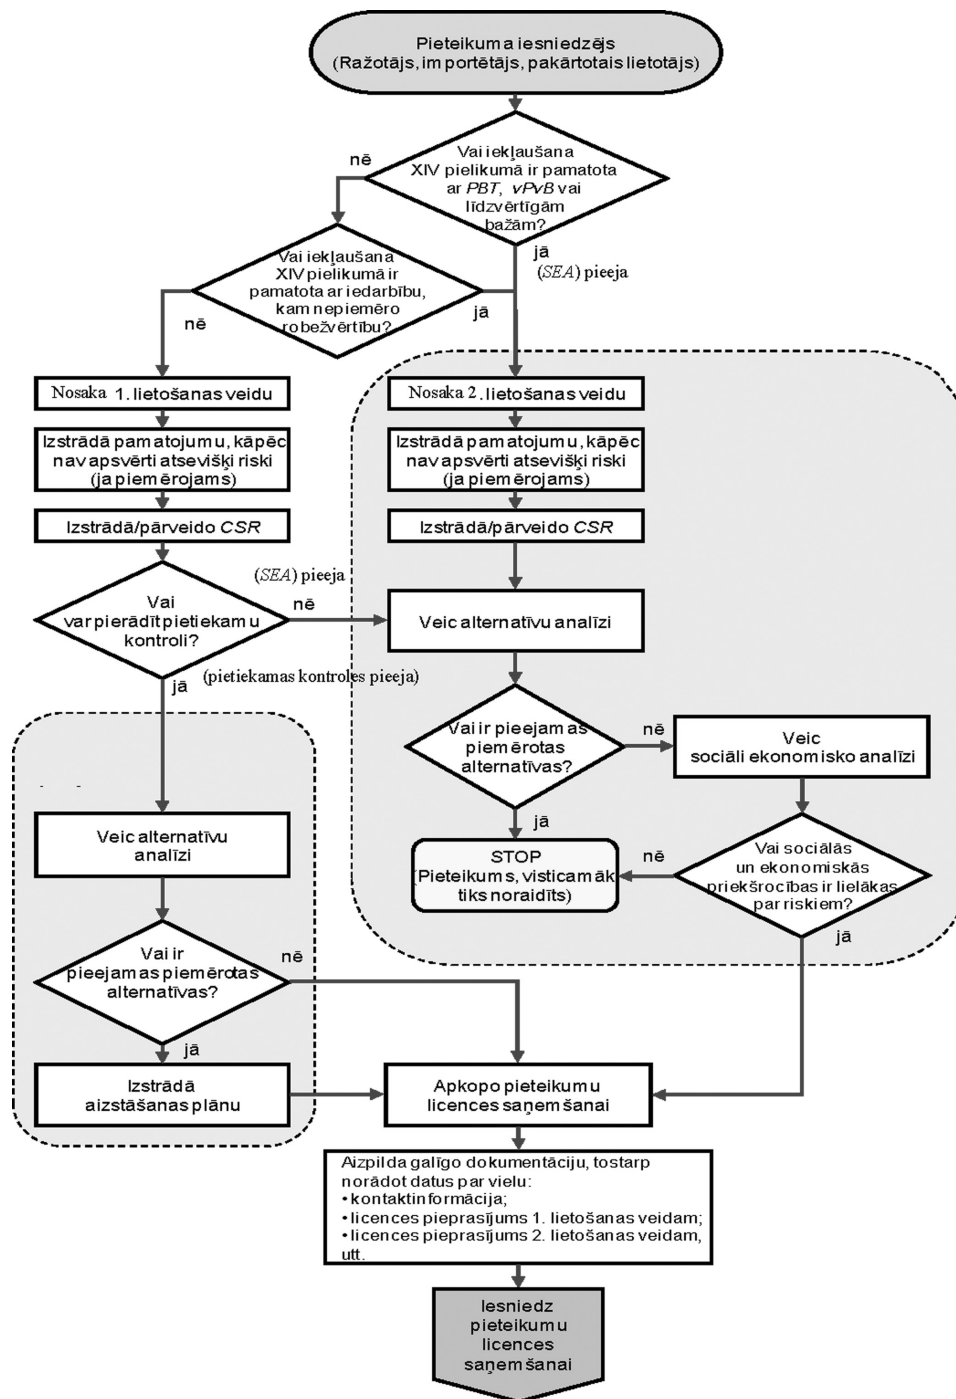 Pieteikuma iesniedzējs
(Ražotājs, importētājs, pakārtotais lietotājs)
Vai iekļaušana
XIV pielikumā ir pamatota
ar PBT, vPvB vai
līdzvērtīgām
bažām?
nē
jā
(SEA) pieeja
Vai iekļaušana
XIV pielikumā ir
pamatota ar iedarbību,
kam nepiemēro
robežvērtību?
nē
jā
Nosaka 1. lietošanas veidu
Izstrādā pamatojumu, kāpēc
nav apsvērti atsevišķi riski
(ja piemērojams)
Izstrādā/pārveido CSR
(SEA) pieeja
Vai
var pierādīt pietiekamu
kontroli?
nē
jā
(pietiekamas kontroles pieeja)
Nosaka 2. lietošanas veidu
Izstrādā pamatojumu, kāpēc
nav apsvērti atsevišķi riski
(ja piemērojams)
Izstrādā/pārveido CSR
Veic alternatīvu analīzi
Vai ir pieejamas
piemērotas
alternatīvas?
nē
jā
Veic
sociāli ekonomisko analīzi
STOP
(Pieteikums, visticamāk
tiks noraidīts)
nē
Vai sociālās
un ekonomiskās
priekšrocības ir lielākas
par riskiem?
jā
Veic alternatīvu
analīzi
Vai ir
pieejamas piemērotas
alternatīvas?
nē
jā
Izstrādā
aizstāšanas plānu
Apkopo pieteikumu
licences saņemšanai
Aizpilda galīgo dokumentāciju, tostarp
norādot datus par vielu:
• kontaktinformācija;
• licences pieprasījums 1. lietošanas veidam;
• licences pieprasījums 2. lietošanas veidam,
utt.
Iesniedz
pieteikumu
licences
saņemšanai